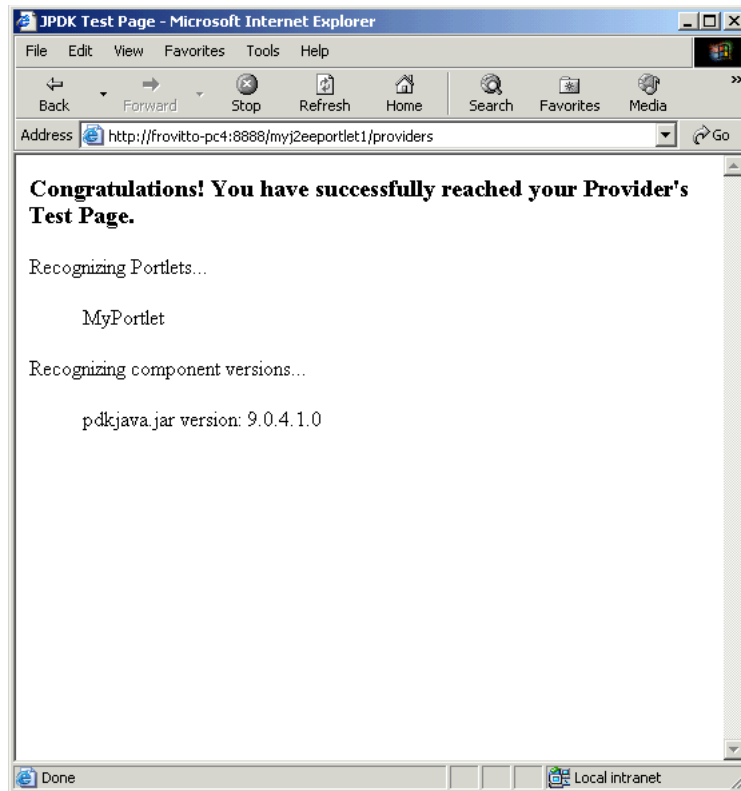 JPDK Test Page - Microsoft Internet Explorer
File Edit View Favorites Tools Help
Back Forward Stop Refresh Home Search Favorites Media »
Address http://frovitto-pc4:8888/myj2eeportlet1/providers Go
Congratulations! You have successfully reached your Provider's
Test Page.
Recognizing Portlets...
MyPortlet
Recognizing component versions...
pdkjava.jar version: 9.0.4.1.0
Done Local intranet